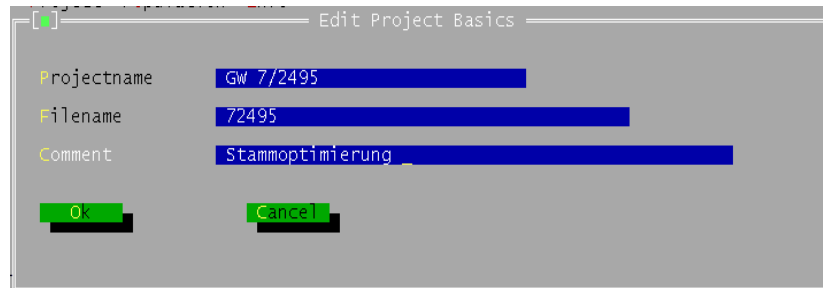 Edit Project Basics
Projectname GW 7/2495
Filename 72495
Comment Stammoptimierung _
Ok Cancel